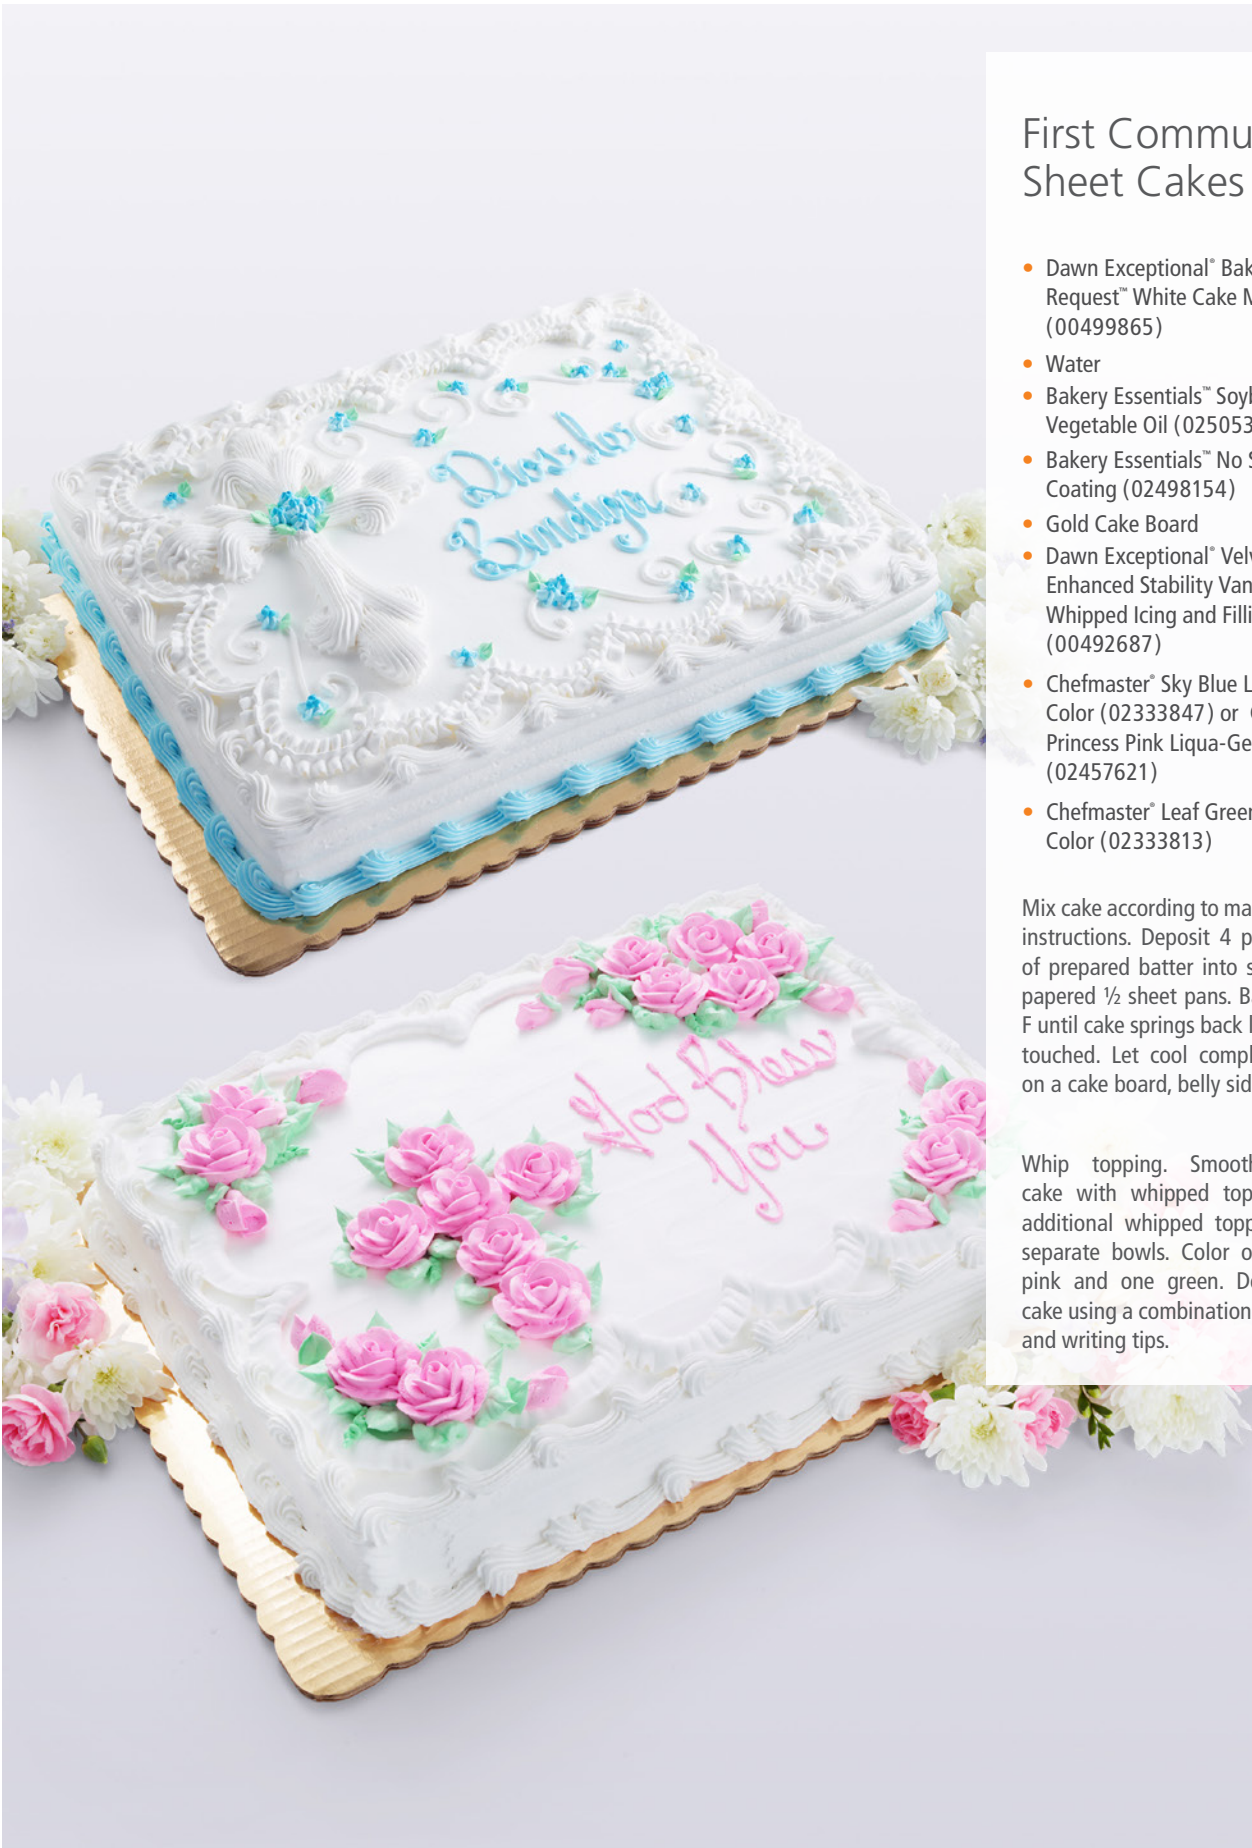 Dios les
Bendiga
God Bless
You
First Commu
Sheet Cakes
• Dawn Exceptional® Bak
Request™ White Cake M
(00499865)
• Water
• Bakery Essentials™ Soyb
Vegetable Oil (025053
• Bakery Essentials™ No S
Coating (02498154)
• Gold Cake Board
• Dawn Exceptional® Velv
Enhanced Stability Van
Whipped Icing and Filli
(00492687)
• Chefmaster® Sky Blue L
Color (02333847) or C
Princess Pink Liqua-Ge
(02457621)
• Chefmaster® Leaf Green
Color (02333813)
Mix cake according to ma
instructions. Deposit 4 p
of prepared batter into s
papered ½ sheet pans. B
F until cake springs back l
touched. Let cool compl
on a cake board, belly sid
Whip topping. Smooth
cake with whipped top
additional whipped topp
separate bowls. Color o
pink and one green. De
cake using a combination
and writing tips.